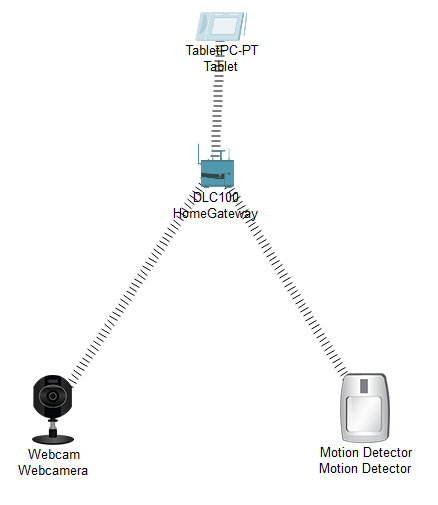 TabletPC-PT
Tablet
DLC100
HomeGateway
Webcam
Webcamera
Motion Detector
Motion Detector